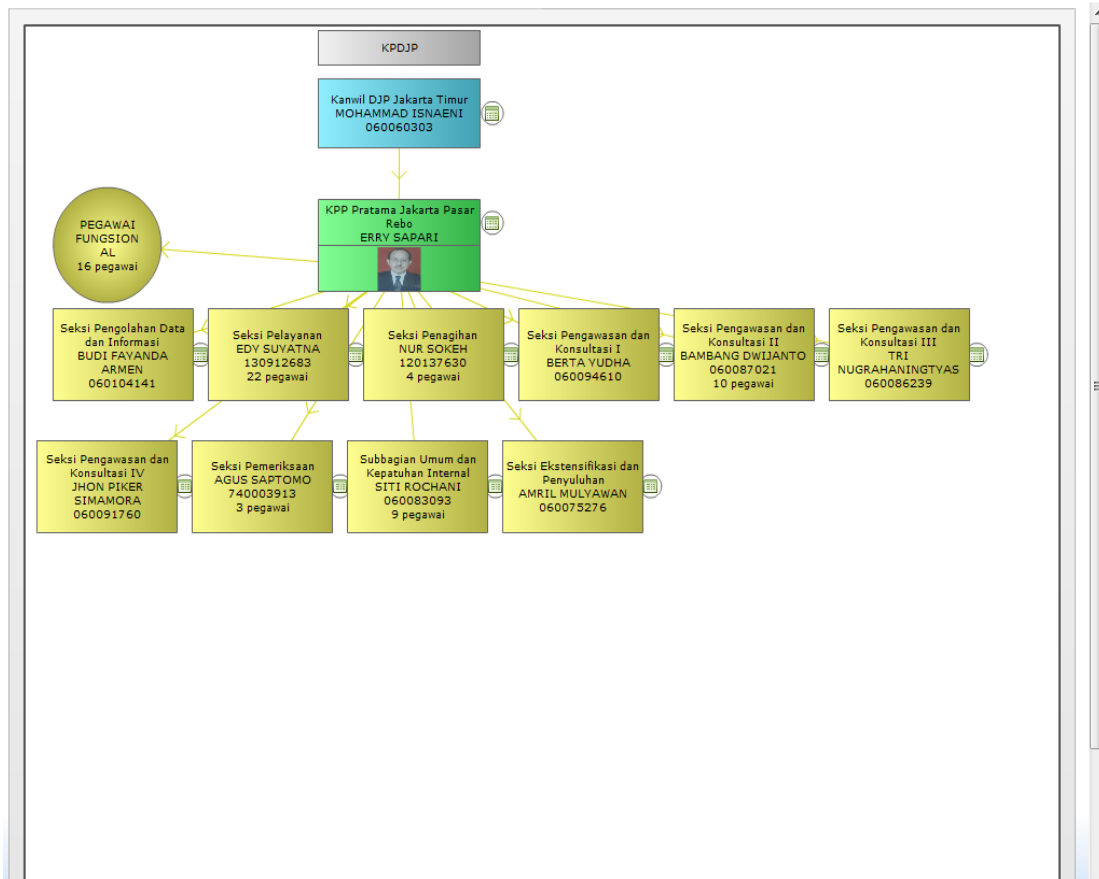 KPDJP
Kanwil DJP Jakarta Timur
MOHAMMAD ISNAENI
060060303
KPP Pratama Jakarta Pasar
Rebo
ERRY SAPARI
PEGAWAI
FUNGSION
AL
16 pegawai
Seksi Pengolahan Data
dan Informasi
BUDI FAYANDA
ARMEN
060104141
Seksi Pelayanan
EDY SUYATNA
130912683
22 pegawai
Seksi Penagihan
NUR SOKEH
120137630
4 pegawai
Seksi Pengawasan dan
Konsultasi I
BERTA YUDHA
060094610
Seksi Pengawasan dan
Konsultasi II
BAMBANG DWIJANTO
060087021
10 pegawai
Seksi Pengawasan dan
Konsultasi III
TRI
NUGRAHANINGTYAS
060086239
Seksi Pengawasan dan
Konsultasi IV
JHON PIKER
SIMAMORA
060091760
Seksi Pemeriksaan
AGUS SAPTOMO
740003913
3 pegawai
Subbagian Umum dan
Kepatuhan Internal
SITI ROCHANI
060083093
9 pegawai
Seksi Ekstensifikasi dan
Penyuluhan
AMRIL MULYAWAN
060075276